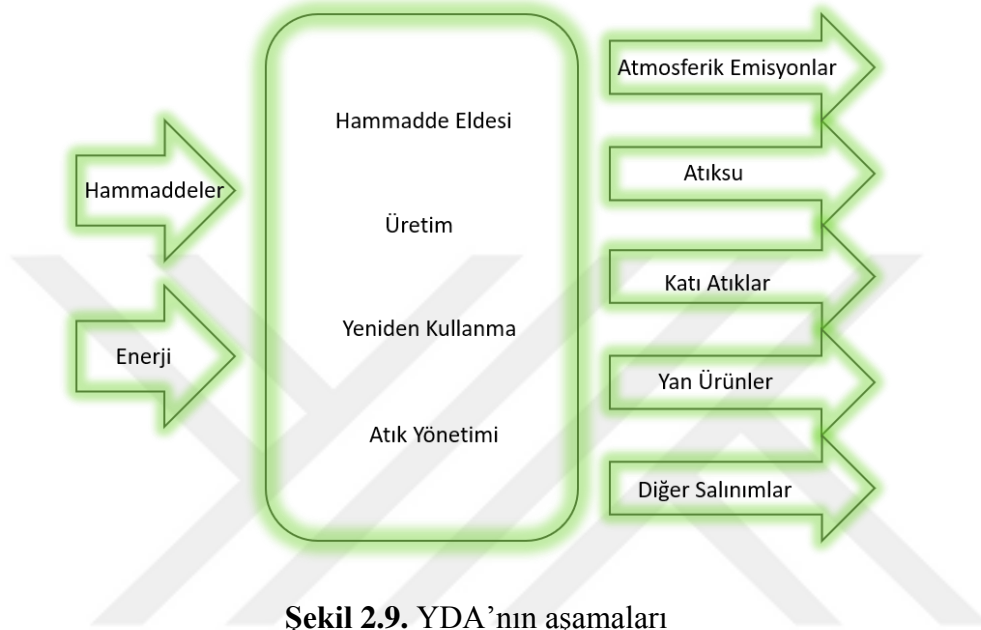 Hammaddeler
Enerji
Hammadde Eldesi
Üretim
Yeniden Kullanma
Atık Yönetimi
Atmosferik Emisyonlar
Atıksu
Katı Atıklar
Yan Ürünler
Diğer Salınımlar
Şekil 2.9. YDA’nın aşamaları